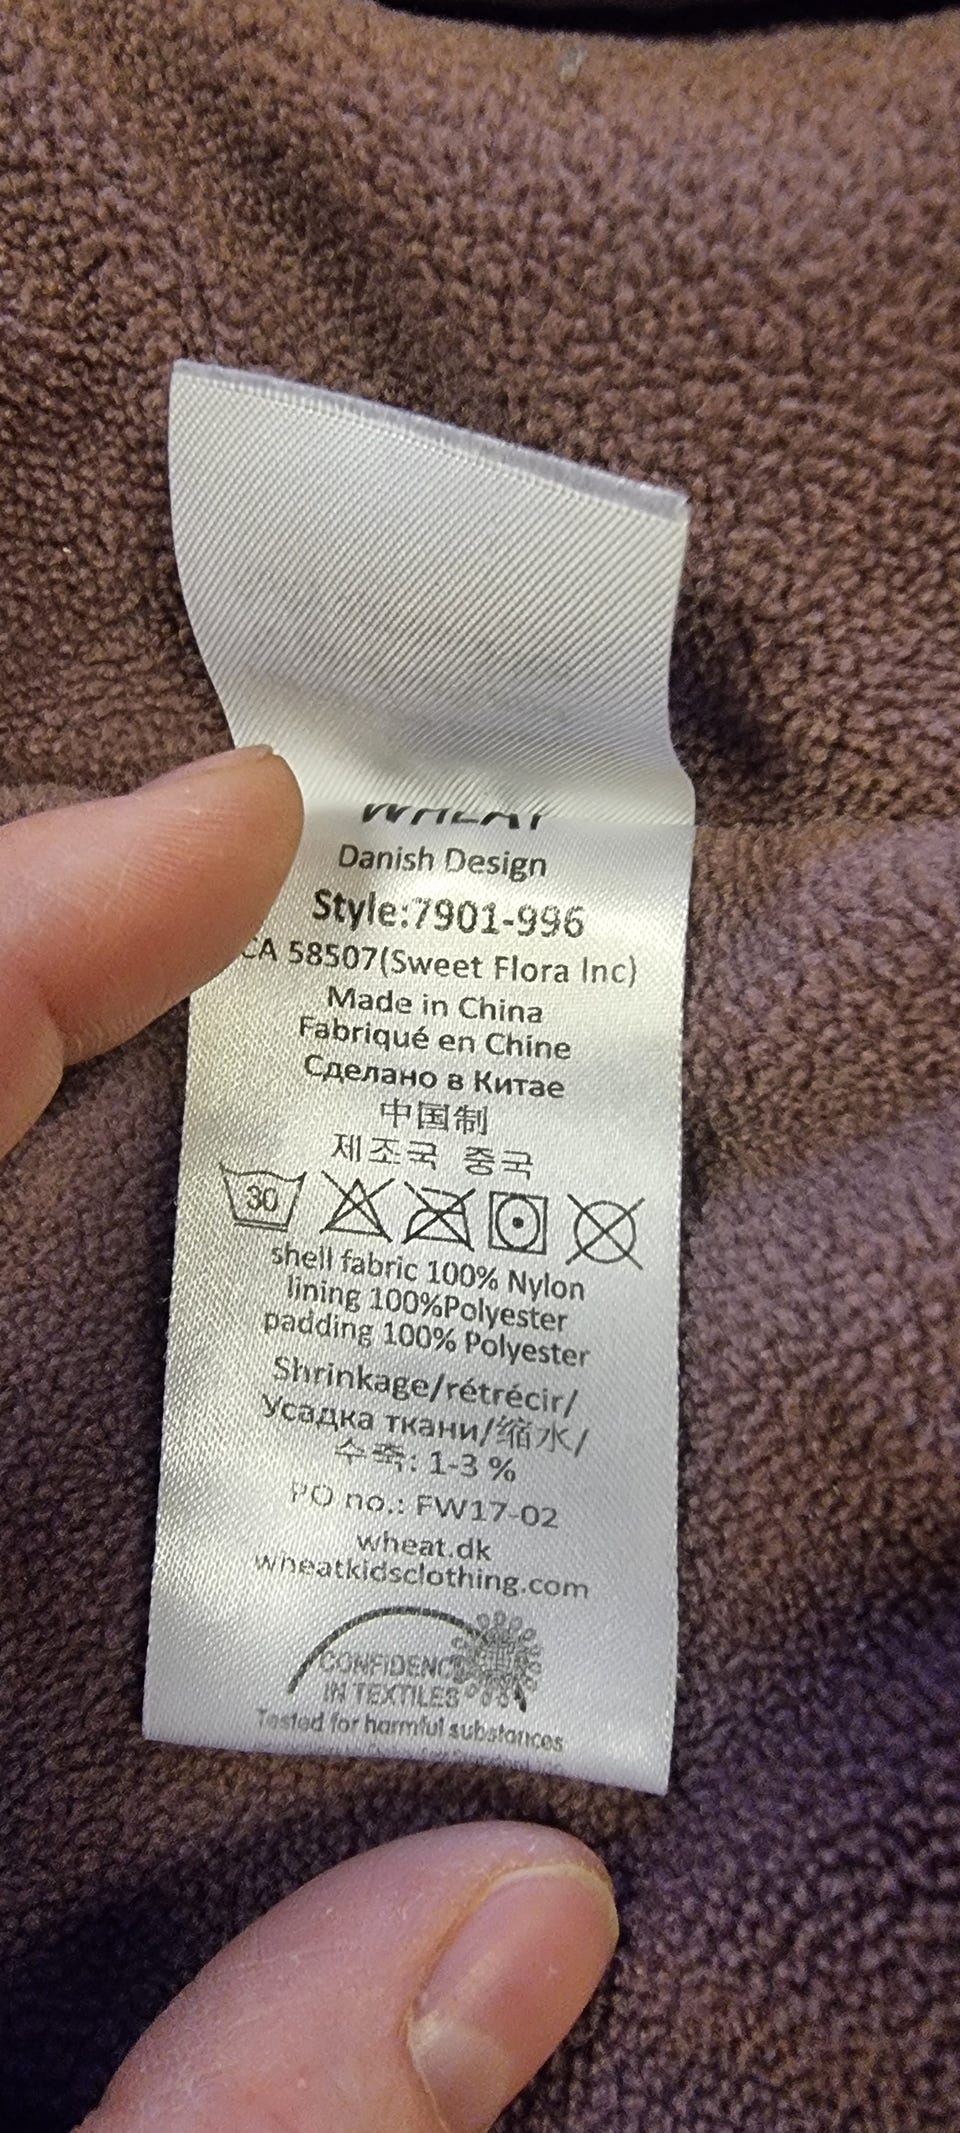 WHEAT
Danish Design
Style:7901-996
CA 58507(Sweet Flora Inc)
Made in China
Fabriqué en Chine
Сделано в Китае
中国制
제조국 중국
30
shell fabric 100% Nylon
lining 100%Polyester
padding 100% Polyester
Shrinkage/rétrécir/
Усадка ткани/缩水/
수축: 1-3 %
PO no.: FW17-02
wheat.dk
wheatkidsclothing.com
CONFIDENCE
IN TEXTILES
Tested for harmful substances